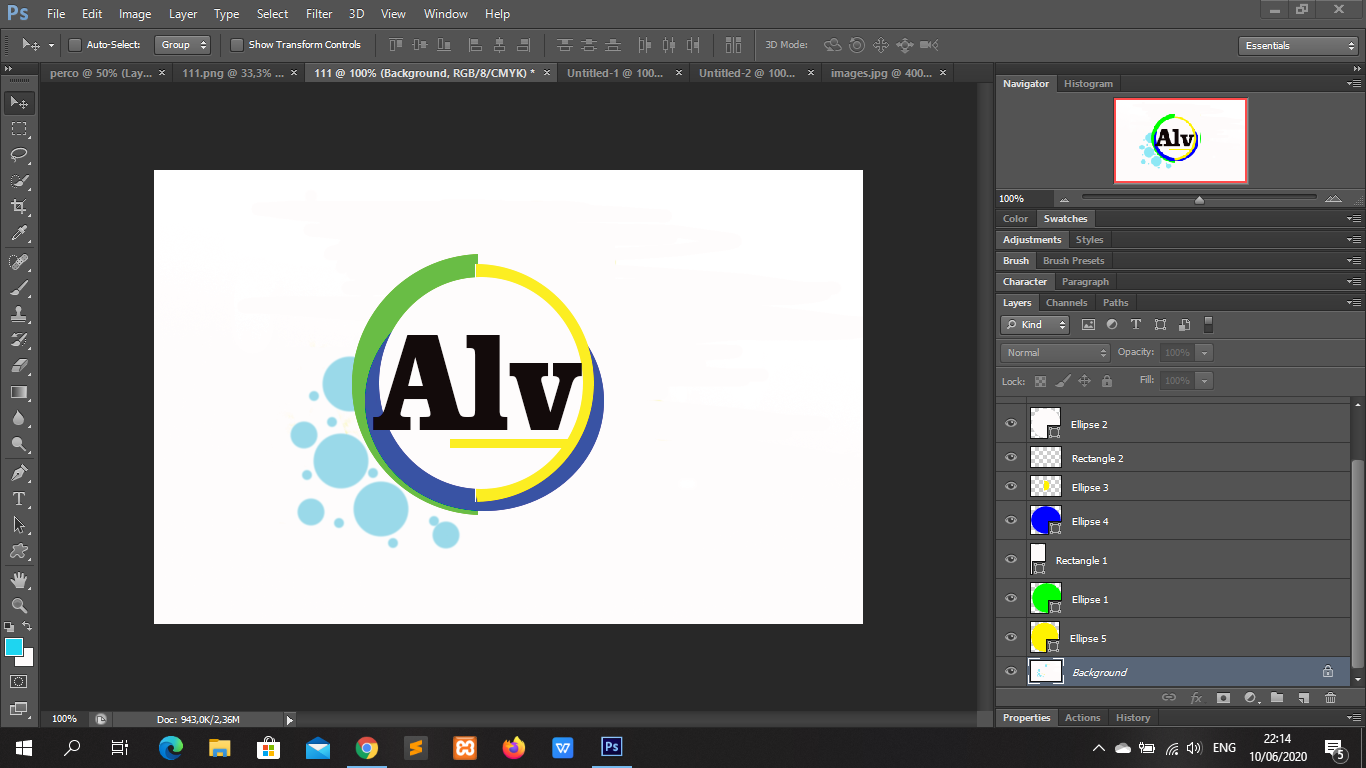 Ps File Edit Image Layer Type Select Filter 3D View Window Help
Auto-Select: Group Show Transform Controls 3D Mode: Essentials
perco @ 50% (Lay... × 111.png @ 33,3% ... × 111 @ 100% (Background, RGB/8/CMYK) * × Untitled-1 @ 100... × Untitled-2 @ 100... × images.jpg @ 400... ×
Navigator Histogram
Alv
100%
Color Swatches
Adjustments Styles
Brush Brush Presets
Character Paragraph
Layers Channels Paths
Kind
Normal Opacity: 100%
Lock: Fill: 100%
Ellipse 2
Rectangle 2
Ellipse 3
Ellipse 4
Rectangle 1
Ellipse 1
Ellipse 5
Background
Properties Actions History
Alv
100% Doc: 943,0K/2,36M
ENG 22:14
10/06/2020 5